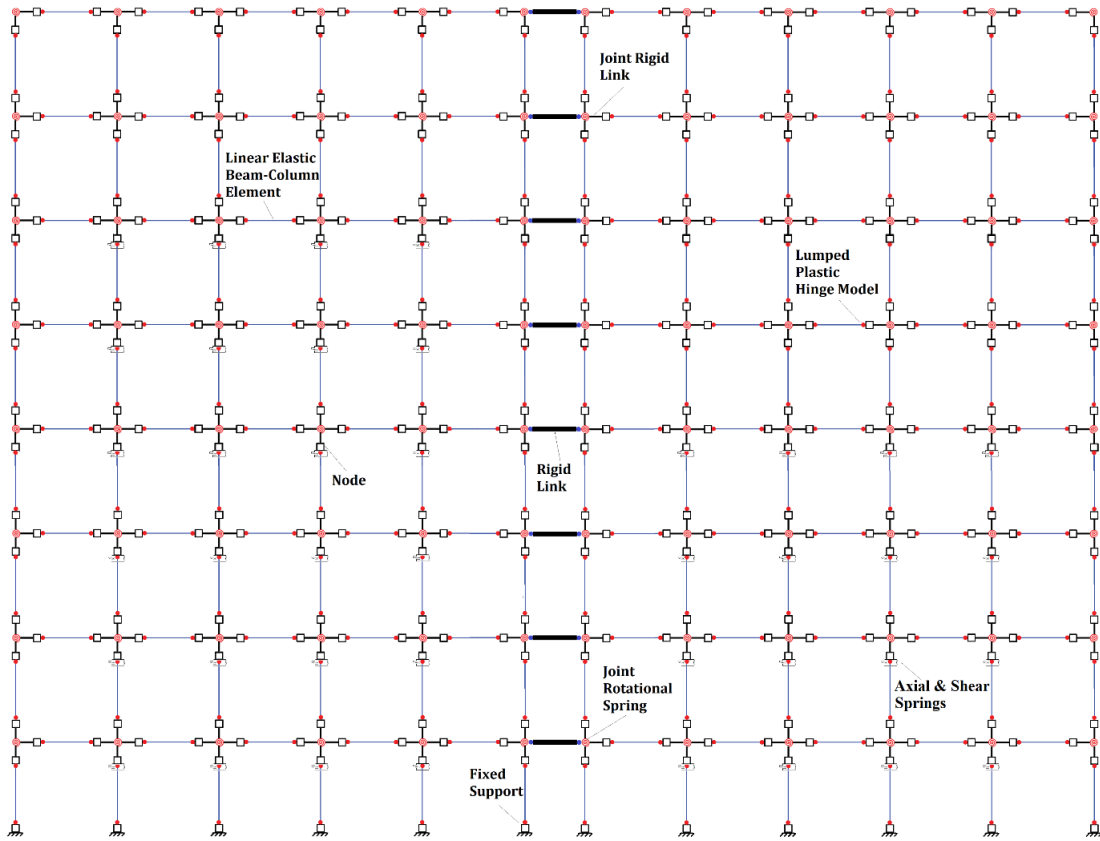 Joint Rigid
Link
Linear Elastic
Beam-Column
Element
Lumped
Plastic
Hinge Model
Node
Rigid
Link
Joint
Rotational
Spring
Axial & Shear
Springs
Fixed
Support